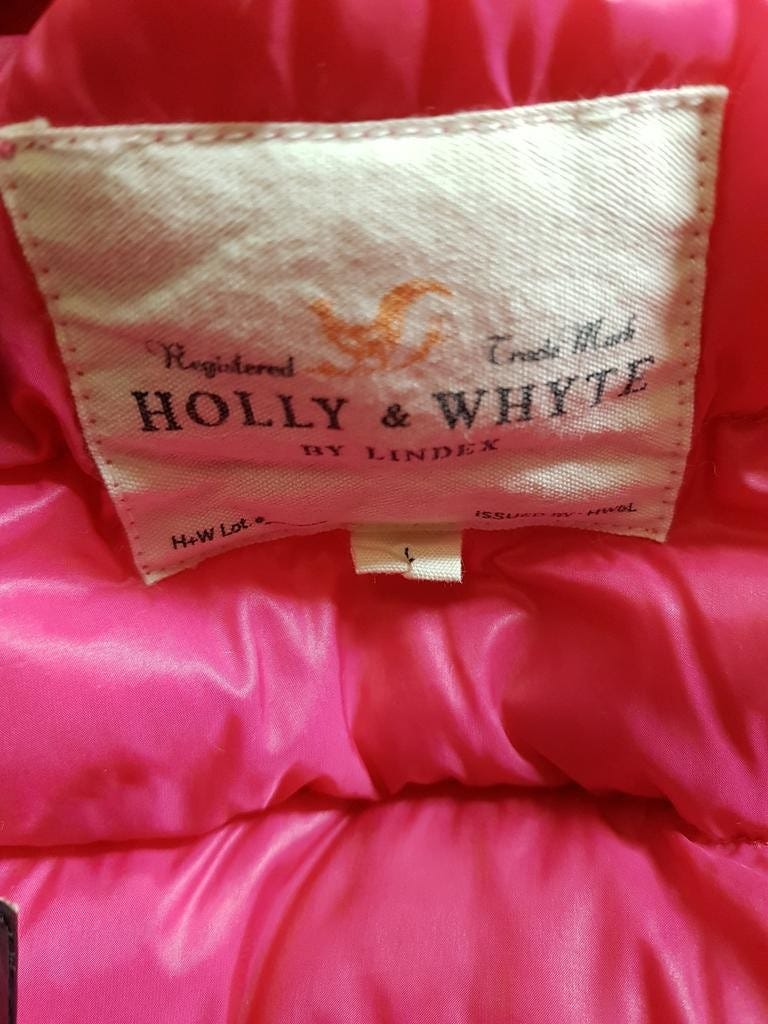 Registered Trade Mark
HOLLY & WHYTE
BY LINDEX
H+W Lot. ISSUED BY - HW&L